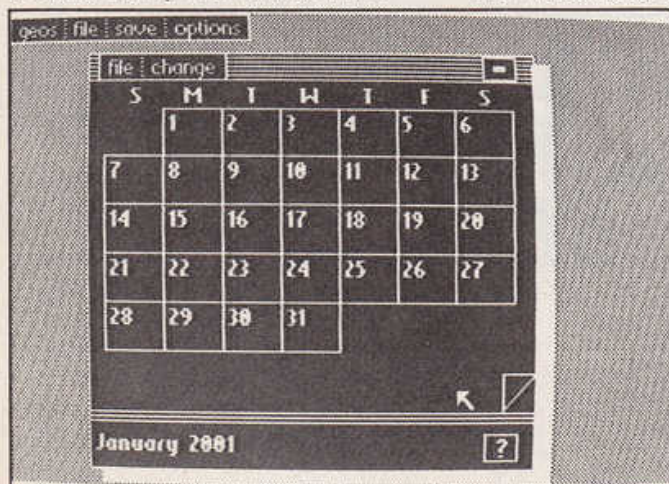 geos file save options
file change
S M T W T F S
1 2 3 4 5 6
7 8 9 10 11 12 13
14 15 16 17 18 19 20
21 22 23 24 25 26 27
28 29 30 31
January 2001
?